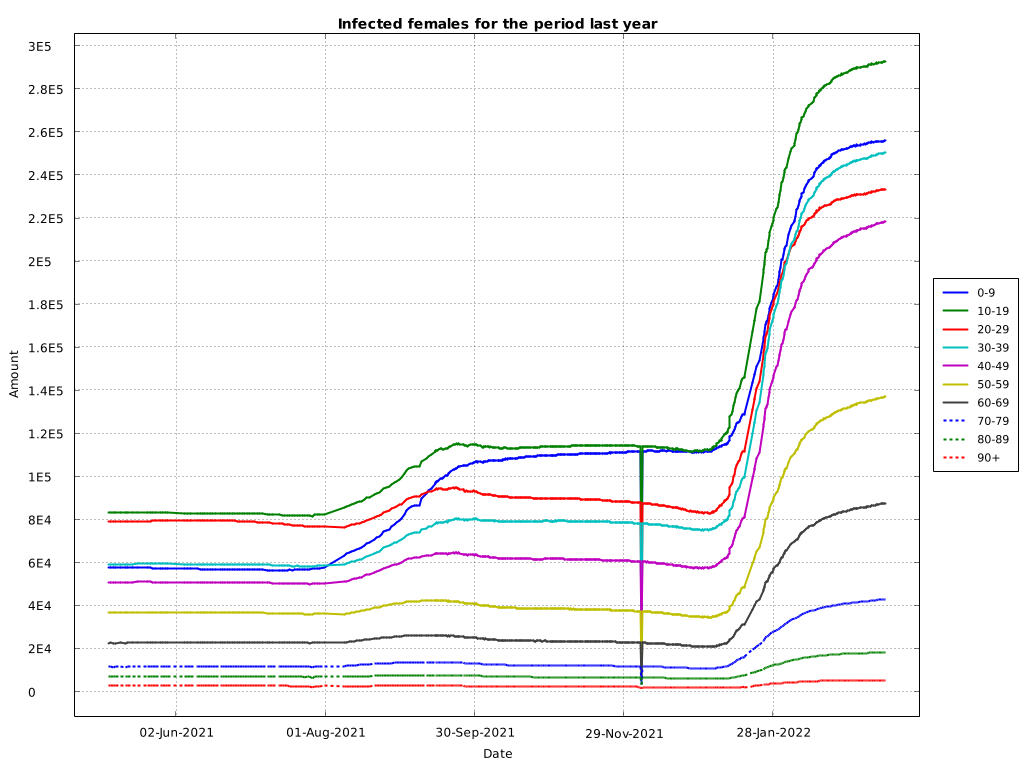 Infected females for the period last year
3E5
2.8E5
2.6E5
2.4E5
2.2E5
2E5
1.8E5
1.6E5
1.4E5
1.2E5
1E5
8E4
6E4
4E4
2E4
0
Amount
02-Jun-2021
01-Aug-2021
30-Sep-2021
29-Nov-2021
28-Jan-2022
Date
0-9
10-19
20-29
30-39
40-49
50-59
60-69
70-79
80-89
90+